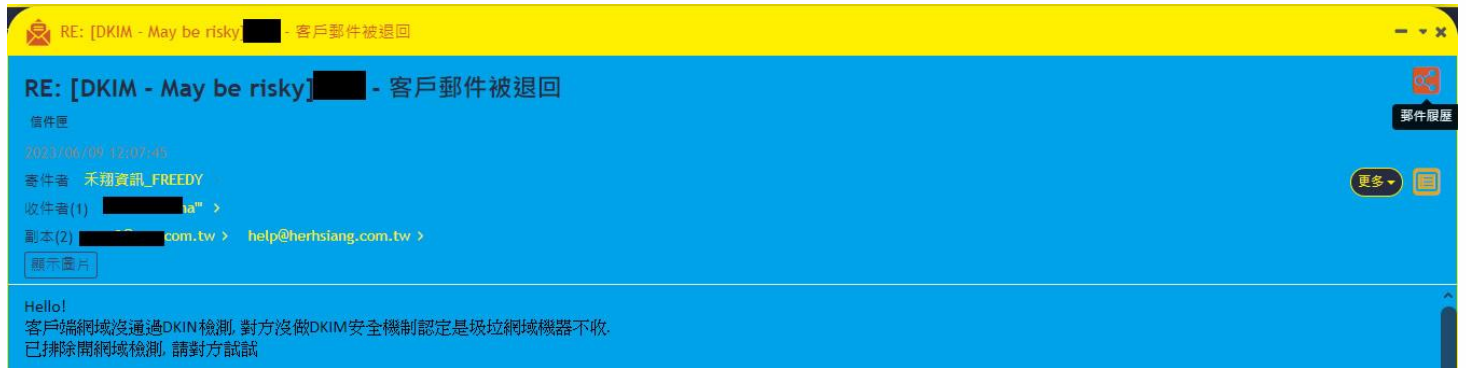 RE: [DKIM - May be risky] - 客戶郵件被退回
RE: [DKIM - May be risky] - 客戶郵件被退回
郵件履歷
信件匣
2023/06/09 12:07:45
寄件者 禾翔資訊_FREEDY
更多
收件者(1) na"' >
副本(2) com.tw > help@herhsiang.com.tw >
顯示圖片
Hello!
客戶端網域沒通過DKIN檢測, 對方沒做DKIM安全機制認定是圾垃網域機器不收.
已排除開網域檢測, 請對方試試